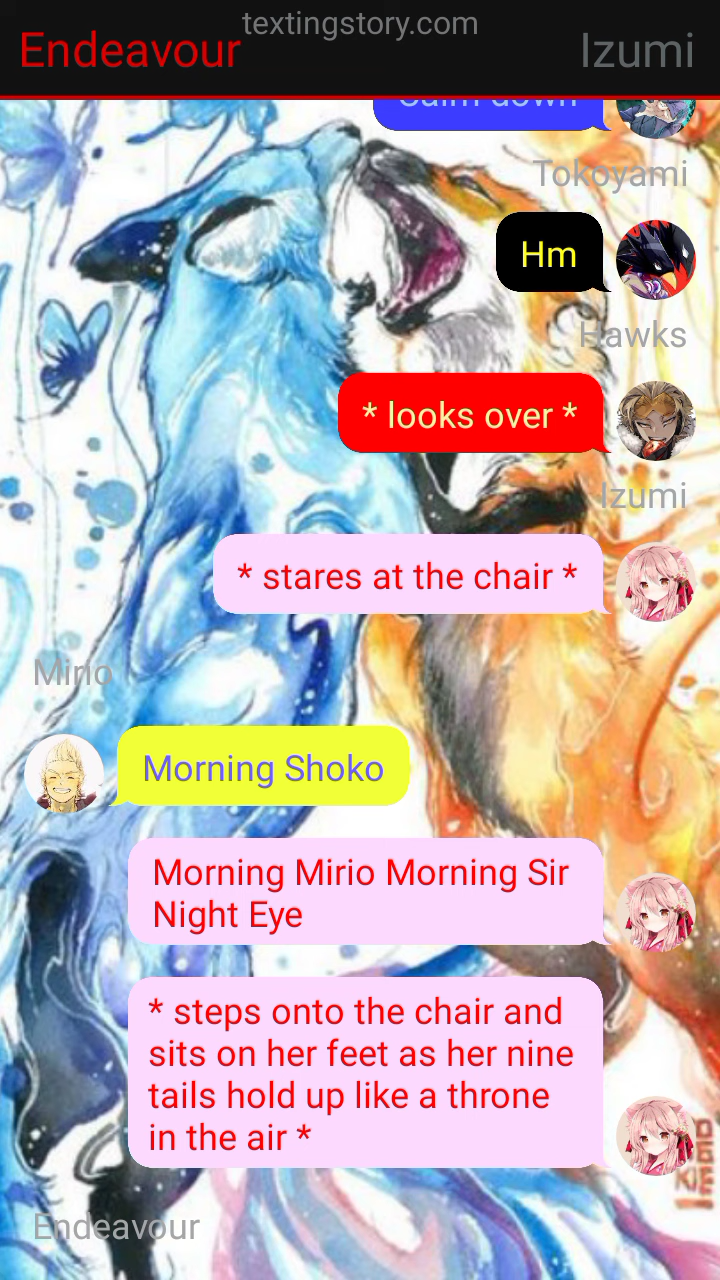 textingstory.com
Endeavour
Izumi
Calm down
Tokoyami
Hm
Hawks
* looks over *
Izumi
* stares at the chair *
Mirio
Morning Shoko
Morning Mirio Morning Sir
Night Eye
* steps onto the chair and
sits on her feet as her nine
tails hold up like a throne
in the air *
Endeavour